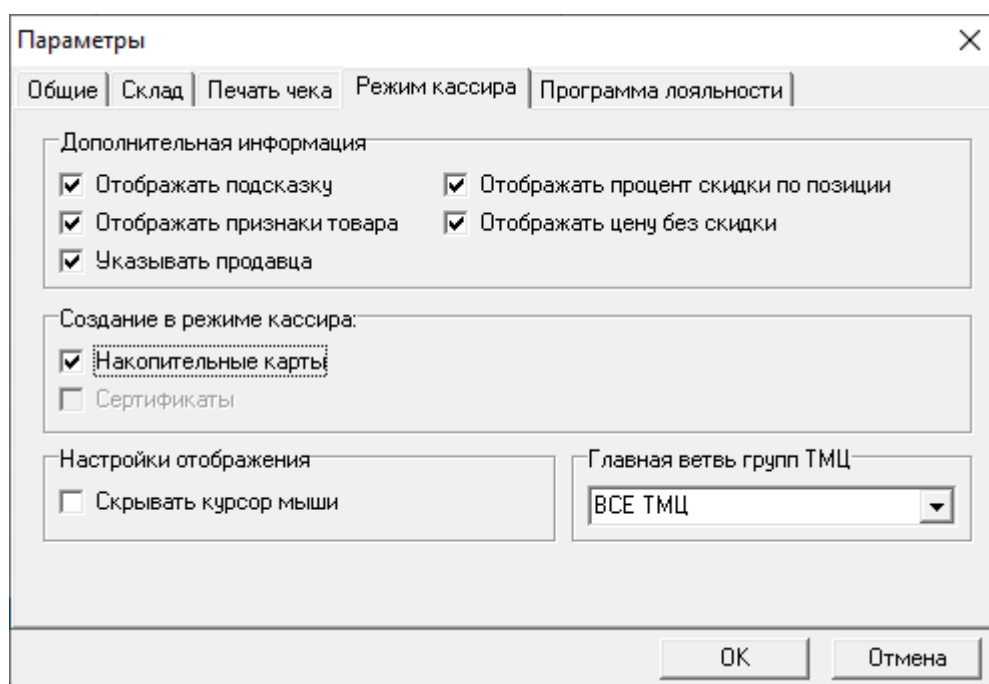 Параметры
Общие Склад Печать чека Режим кассира Программа лояльности
Дополнительная информация
Отображать подсказку Отображать процент скидки по позиции
Отображать признаки товара Отображать цену без скидки
Указывать продавца
Создание в режиме кассира:
Накопительные карты
Сертификаты
Настройки отображения Главная ветвь групп ТМЦ
Скрывать курсор мыши ВСЕ ТМЦ
OK Отмена